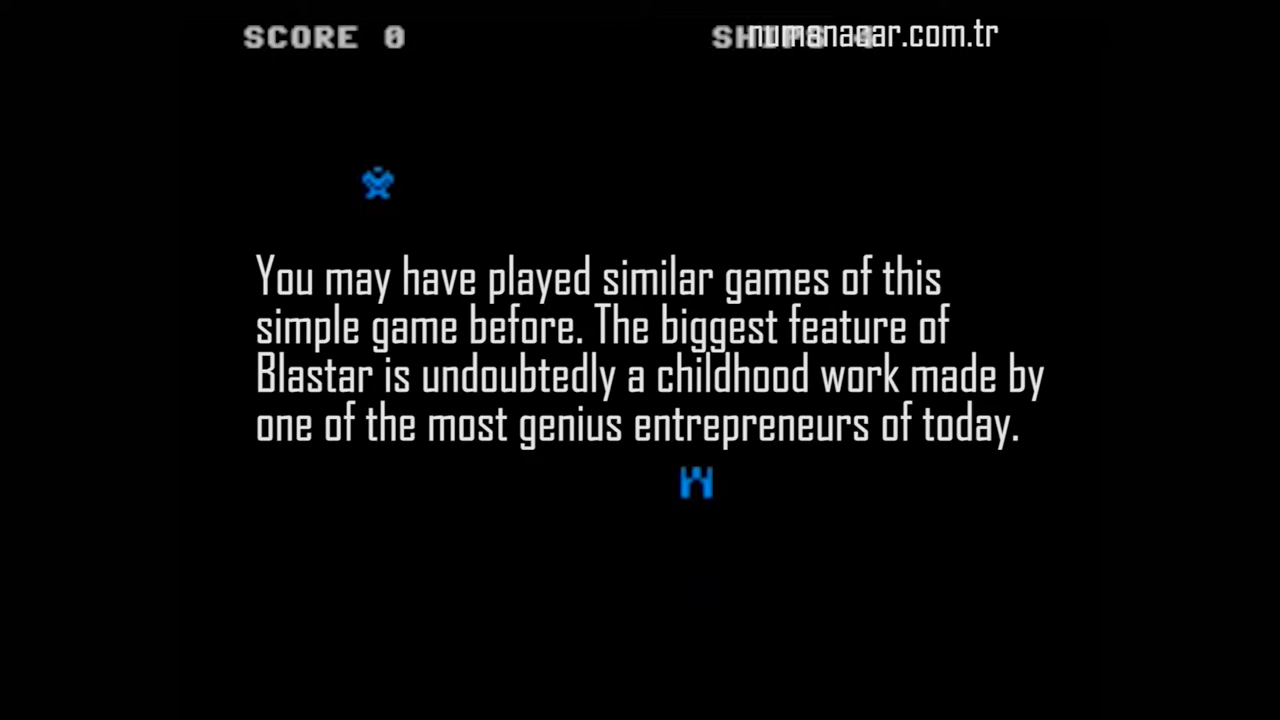 SCORE 0
numanacar.com.tr
You may have played similar games of this
simple game before. The biggest feature of
Blastar is undoubtedly a childhood work made by
one of the most genius entrepreneurs of today.